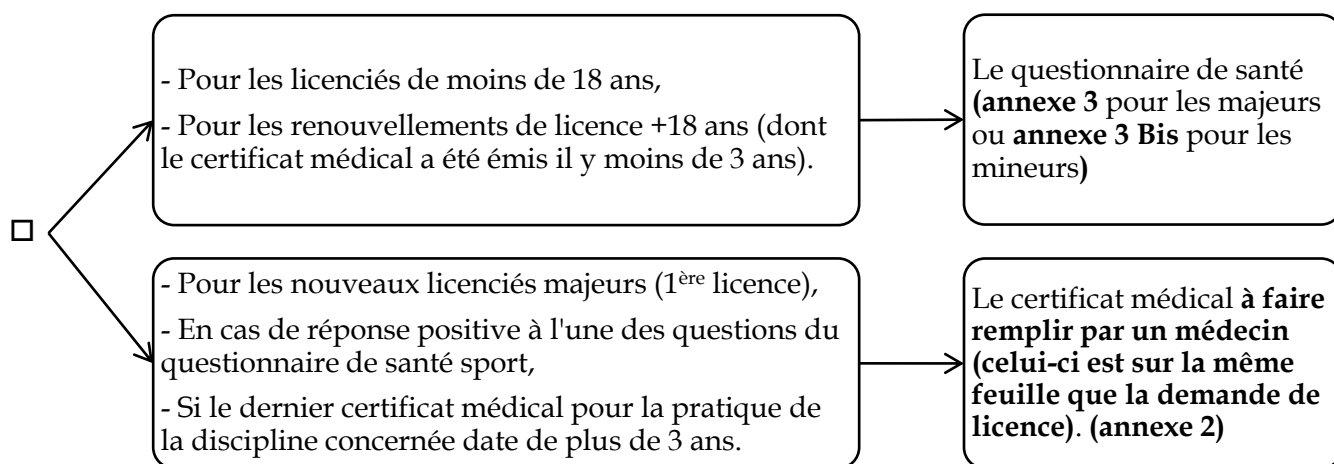 - Pour les licenciés de moins de 18 ans,
- Pour les renouvellements de licence +18 ans (dont
le certificat médical a été émis il y moins de 3 ans).
Le questionnaire de santé
(annexe 3 pour les majeurs
ou annexe 3 Bis pour les
mineurs)
- Pour les nouveaux licenciés majeurs (1ère licence),
- En cas de réponse positive à l'une des questions du
questionnaire de santé sport,
- Si le dernier certificat médical pour la pratique de
la discipline concernée date de plus de 3 ans.
Le certificat médical à faire
remplir par un médecin
(celui-ci est sur la même
feuille que la demande de
licence). (annexe 2)